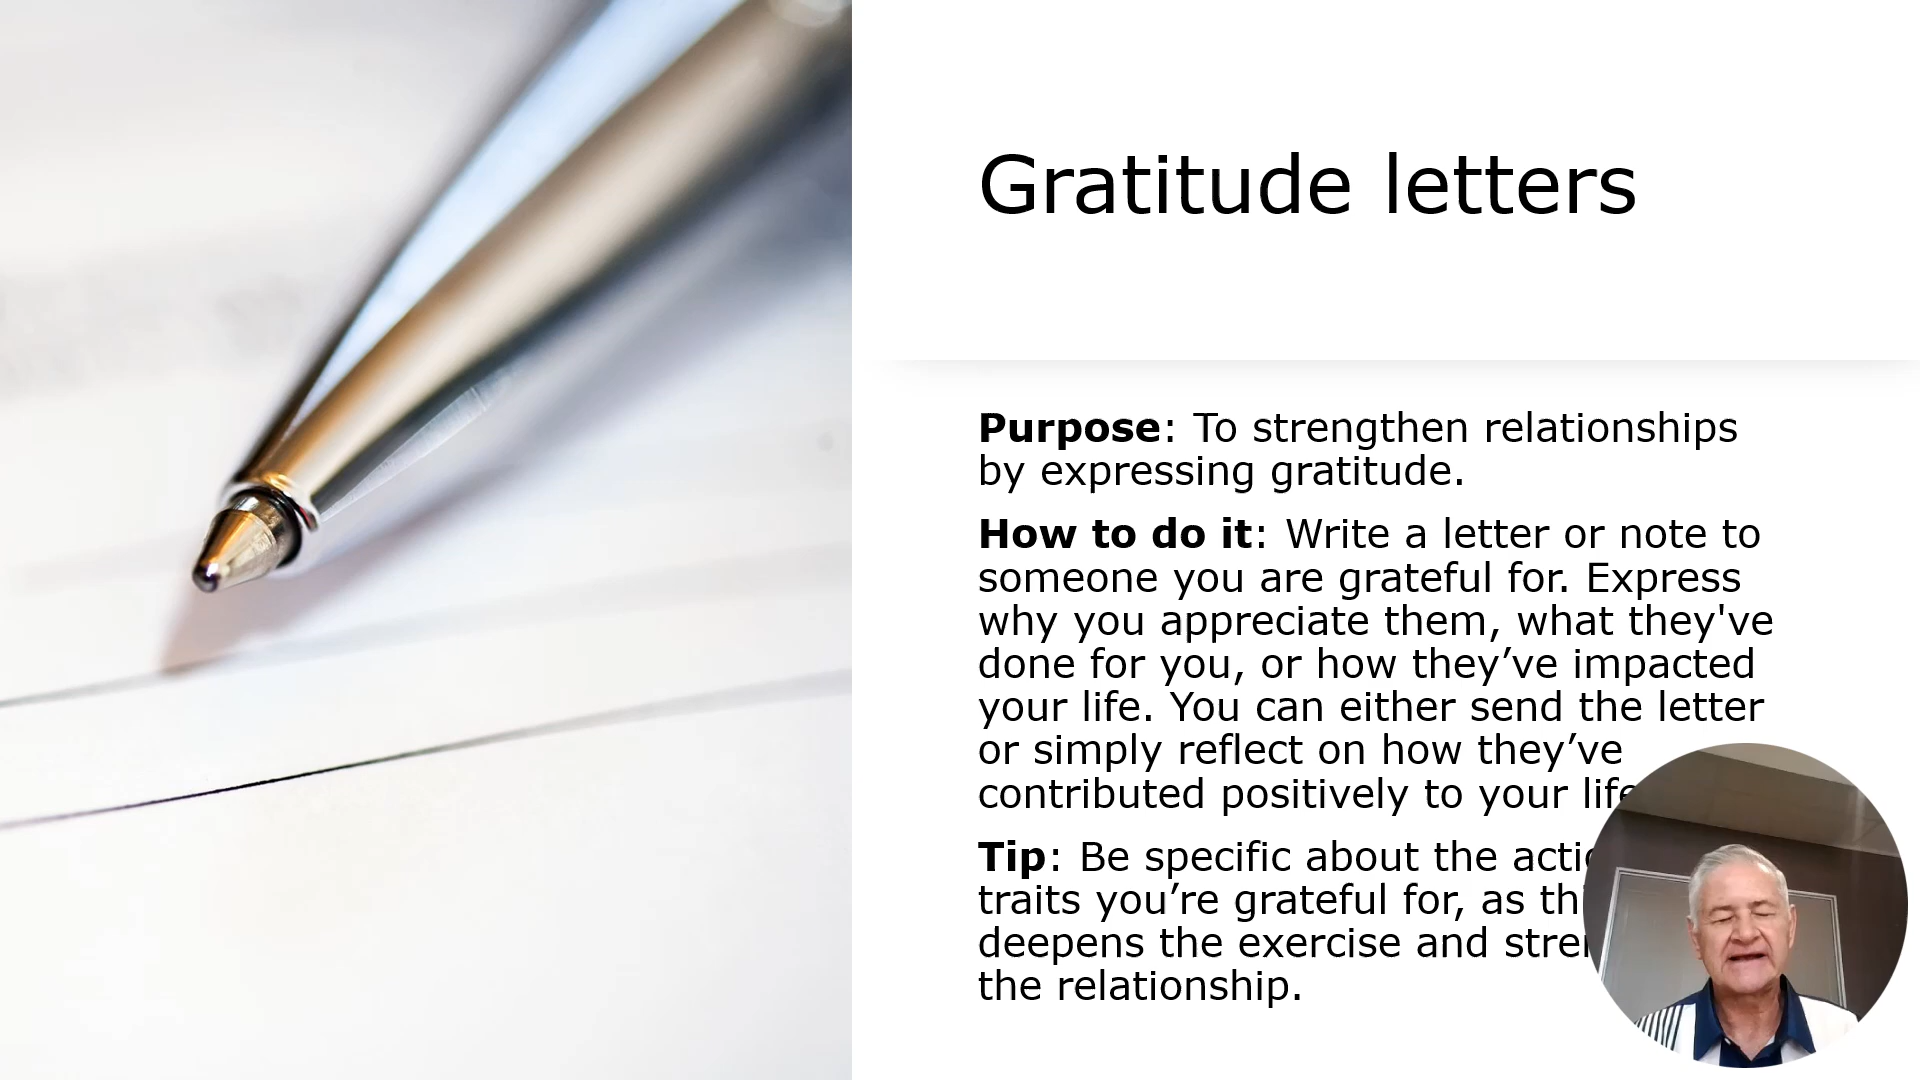 Gratitude letters
Purpose: To strengthen relationships
by expressing gratitude.
How to do it: Write a letter or note to
someone you are grateful for. Express
why you appreciate them, what they've
done for you, or how they’ve impacted
your life. You can either send the letter
or simply reflect on how they’ve
contributed positively to your life
Tip: Be specific about the
traits you’re grateful for, as
deepens the exercise and
the relationship.